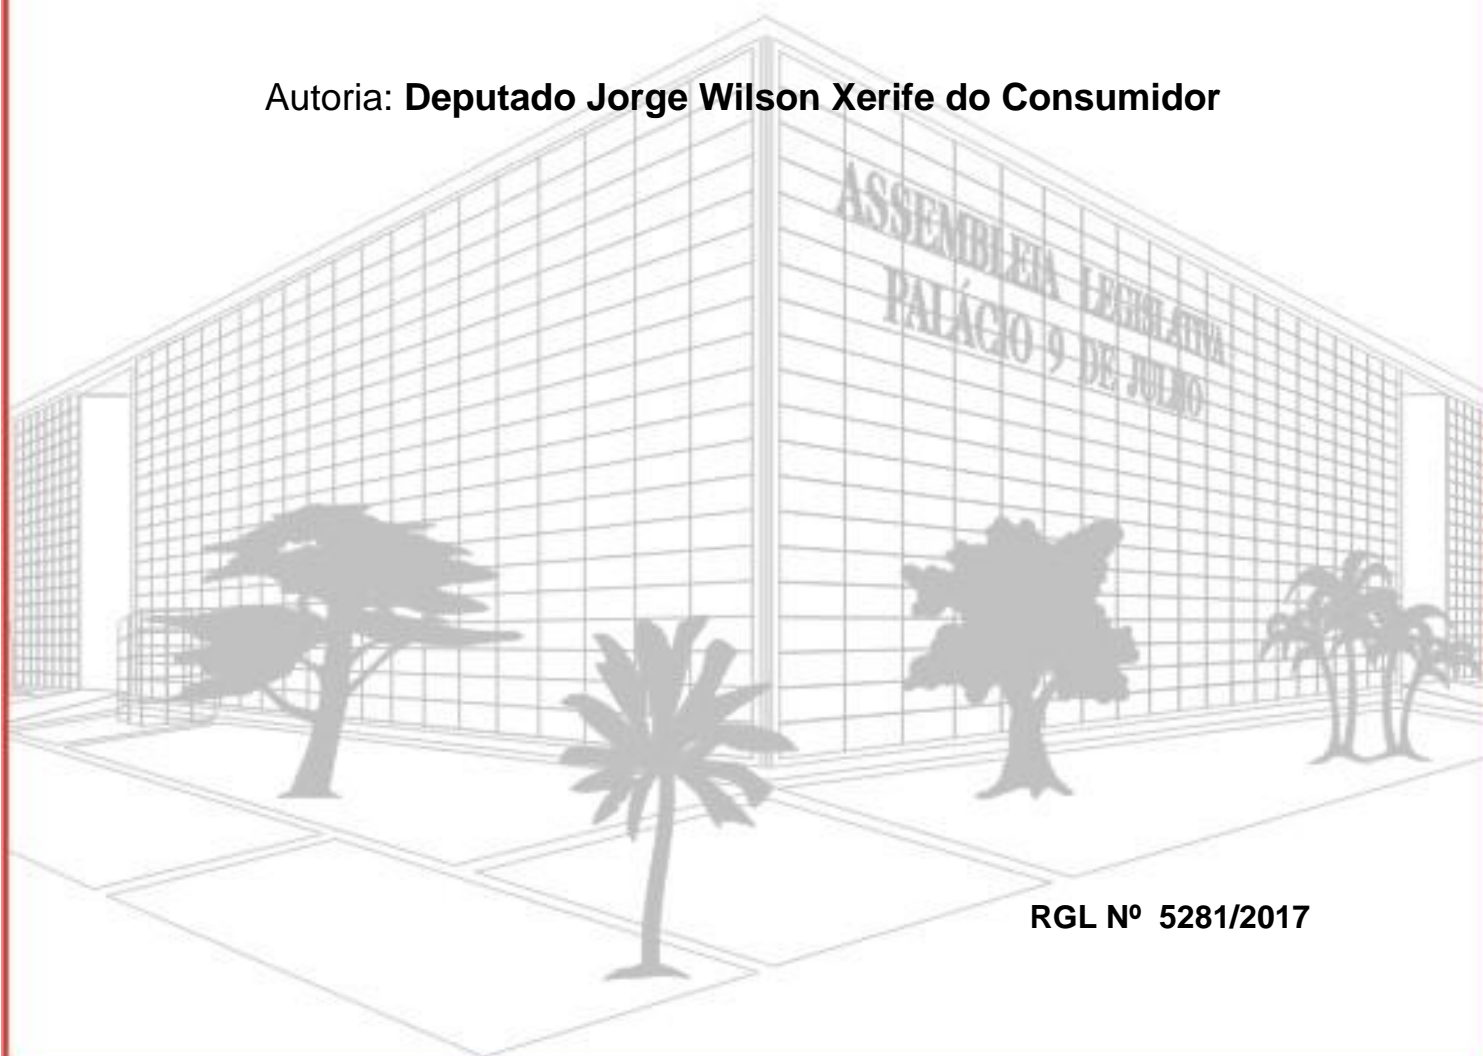 Autoria: Deputado Jorge Wilson Xerife do Consumidor
ASSEMBLEIA LEGISLATIVA
PALÁCIO 9 DE JULHO
RGL Nº 5281/2017